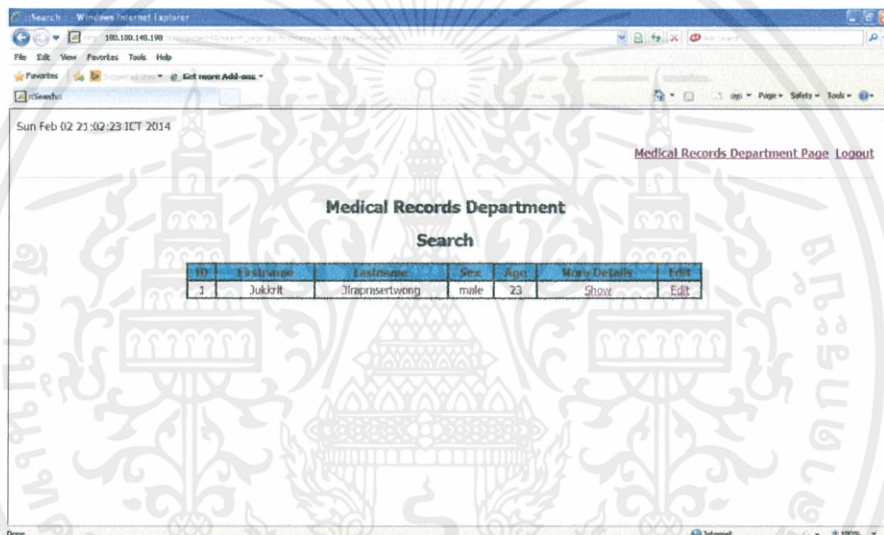 ::Search:: - Windows Internet Explorer
180.180.148.198
File Edit View Favorites Tools Help
Favorites Get more Add-ons
::Search::
Page Safety Tools
Sun Feb 02 21:02:23 ICT 2014
Medical Records Department Page Logout
Medical Records Department
Search
ID Firstname Lastname Sex Age More Details Edit
1 Jukkrit Jiraprasertwong male 23 Show Edit
Done Internet 100%